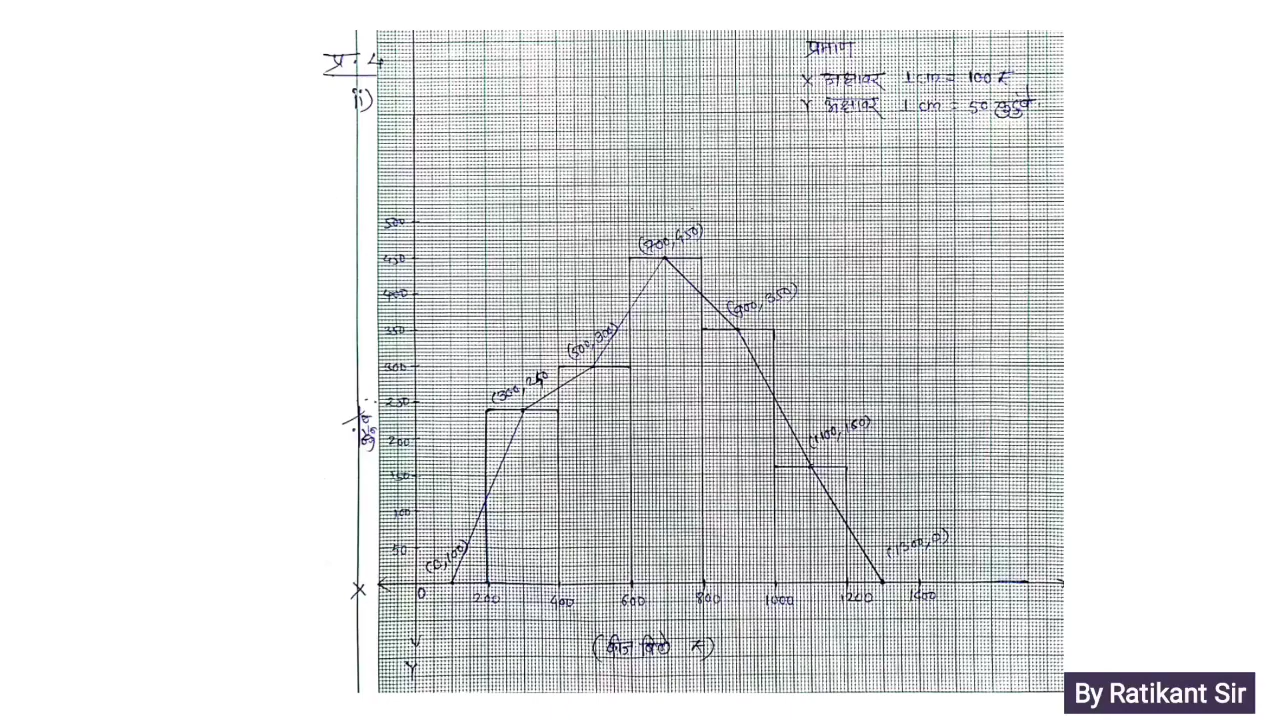 प्र. 4
ii)
प्रमाण
X अक्षावर 1 cm = 100 रु
Y अक्षावर 1 cm = 50 कुटुंबे
500
(700,450)
450
400
(900,350)
350
(500,300)
300
(300,240
250
कुटुंबे
200
(1100,160)
150
100
50
(0,100)
(1300,0)
X
0
200
400
600
800
1000
1200
1400
(वीज बिले रु)
Y
By Ratikant Sir